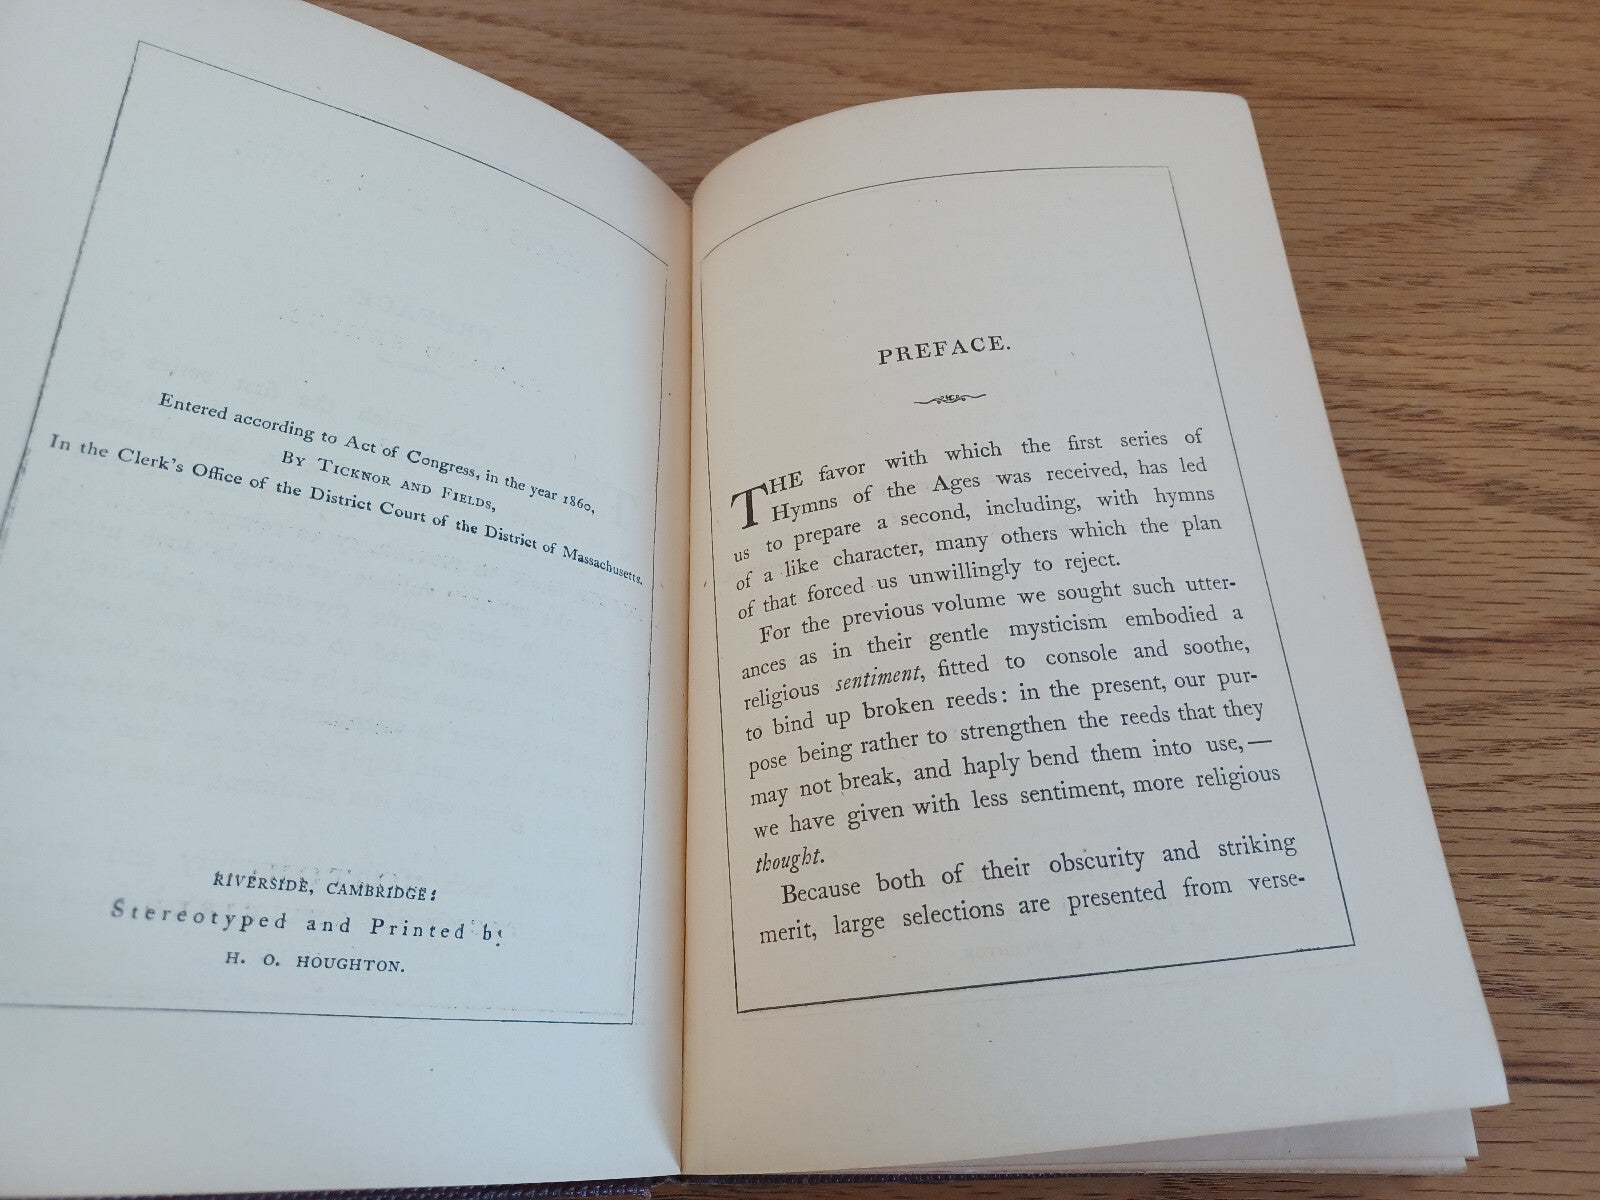 Entered according to Act of Congress, in the year 1860,
By Ticknor and Fields,
In the Clerk's Office of the District Court of the District of Massachusetts.
RIVERSIDE, CAMBRIDGE:
Stereotyped and Printed by
H. O. HOUGHTON.
PREFACE.
THE favor with which the first series of
Hymns of the Ages was received, has led
us to prepare a second, including, with hymns
of a like character, many others which the plan
of that forced us unwillingly to reject.
For the previous volume we sought such utter-
ances as in their gentle mysticism embodied a
religious sentiment, fitted to console and soothe,
to bind up broken reeds: in the present, our pur-
pose being rather to strengthen the reeds that they
may not break, and haply bend them into use,—
we have given with less sentiment, more religious
thought.
Because both of their obscurity and striking
merit, large selections are presented from verse-